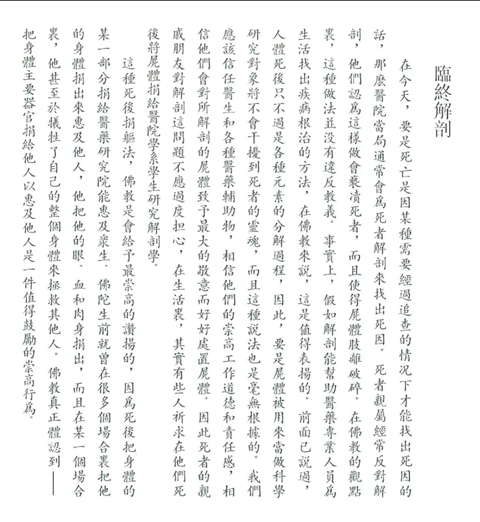 臨終解剖
在今天，要是死亡是因某種需要經過追查的情況下才能找出死因的
話，那麼醫院當局通常會為死者解剖來找出死因．死者親屬經常反對解
剖，他們認為這樣做會褻瀆死者，而且使得屍體肢離破碎．在佛教的觀點
裏，這種做法並沒有違反教義．事實上，假如解剖能幫助醫藥專業人員為
生活找出疾病根治的方法，在佛教來說，這是值得表揚的．前面已說過，
人體死後只不過是各種元素的分解過程，因此，要是屍體被用來當做科學
研究對象將不會干擾到死者的靈魂，而且這種說法也是毫無根據的．我們
應該信任醫生和各種醫藥輔助物，相信他們的崇高工作道德和責任感，相
信他們會對所解剖的屍體致予最大的敬意而好好處置屍體．因此死者的親
戚朋友對解剖這問題不應過度担心，在生活裏，其實有些人祈求在他們死
後將屍體捐給醫院學系學生研究解剖學．
這種死後捐軀法，佛教是會給予最崇高的讚揚的，因為死後把身體的
某一部分捐給醫藥研究院能惠及衆生．佛陀生前就曾在很多個場合裏把他
的身體捐出來惠及他人，他把他的眼．血和肉身捐出，而且在某一個場合
裏，他甚至於犠牲了自己的整個身體來拯救其他人．佛教真正體認到——
把身體主要器官捐給他人以惠及他人是一件值得鼓勵的崇高行為．